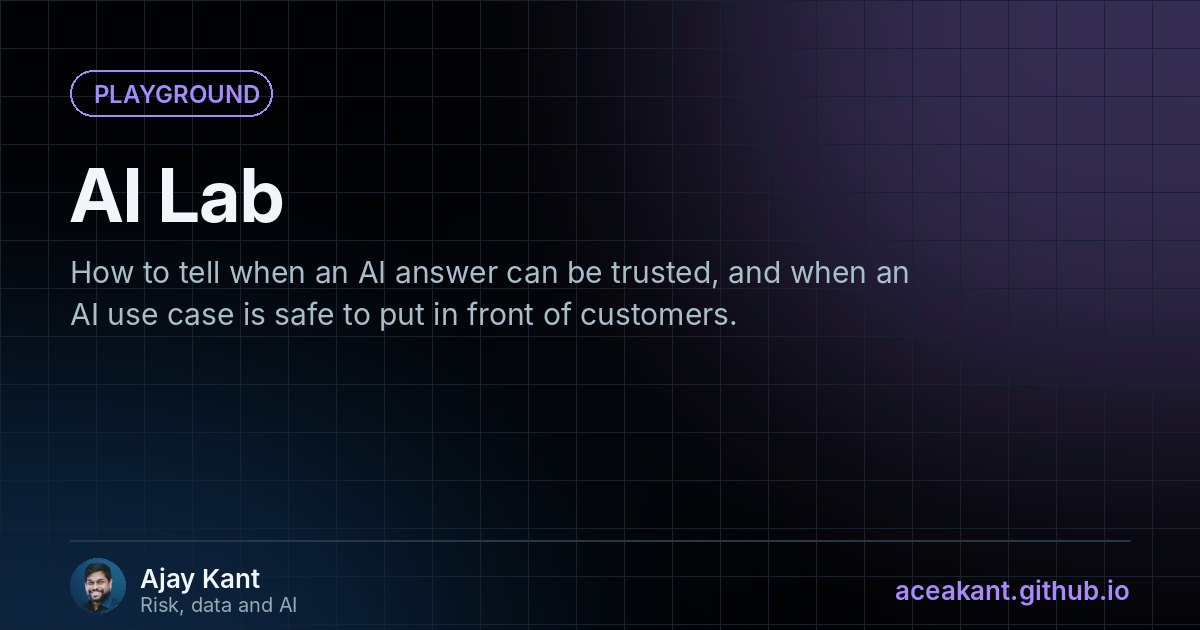 PLAYGROUND
AI Lab
How to tell when an AI answer can be trusted, and when an
AI use case is safe to put in front of customers.
Ajay Kant
Risk, data and AI
aceakant.github.io